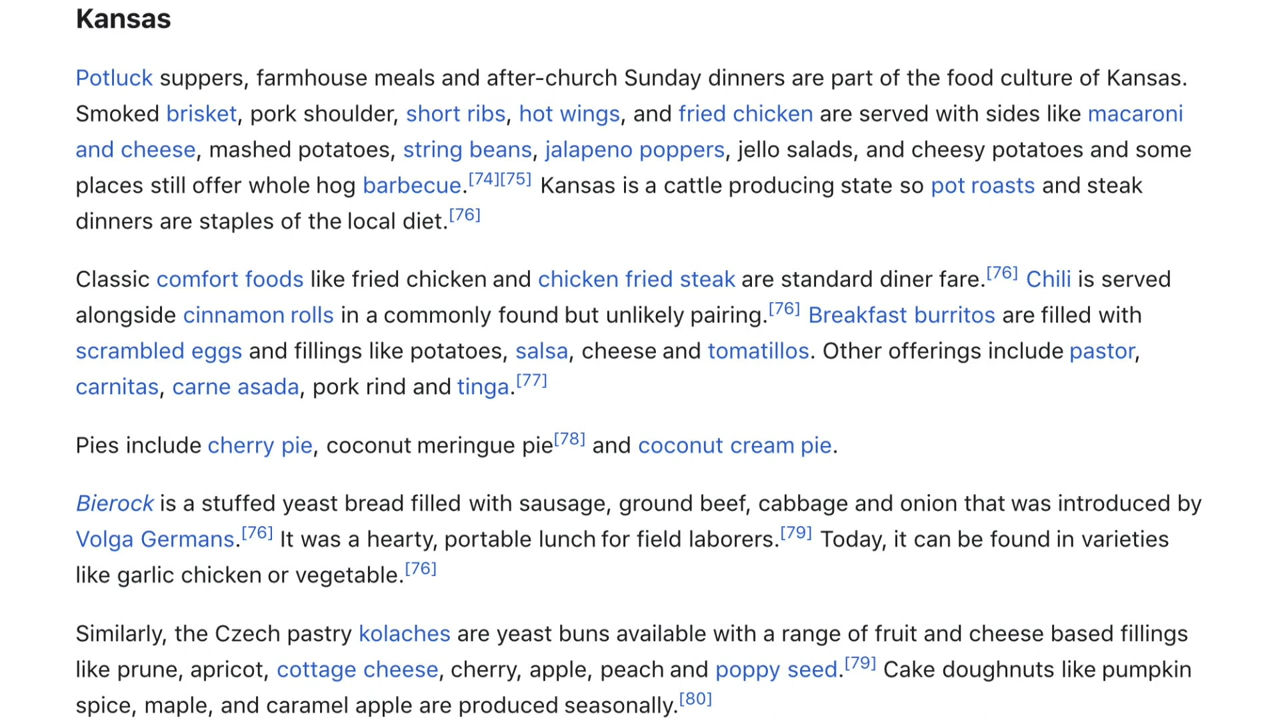 Kansas
Potluck suppers, farmhouse meals and after-church Sunday dinners are part of the food culture of Kansas.
Smoked brisket, pork shoulder, short ribs, hot wings, and fried chicken are served with sides like macaroni
and cheese, mashed potatoes, string beans, jalapeno poppers, jello salads, and cheesy potatoes and some
places still offer whole hog barbecue.[74][75] Kansas is a cattle producing state so pot roasts and steak
dinners are staples of the local diet.[76]
Classic comfort foods like fried chicken and chicken fried steak are standard diner fare.[76] Chili is served
alongside cinnamon rolls in a commonly found but unlikely pairing.[76] Breakfast burritos are filled with
scrambled eggs and fillings like potatoes, salsa, cheese and tomatillos. Other offerings include pastor,
carnitas, carne asada, pork rind and tinga.[77]
Pies include cherry pie, coconut meringue pie[78] and coconut cream pie.
Bierock is a stuffed yeast bread filled with sausage, ground beef, cabbage and onion that was introduced by
Volga Germans.[76] It was a hearty, portable lunch for field laborers.[79] Today, it can be found in varieties
like garlic chicken or vegetable.[76]
Similarly, the Czech pastry kolaches are yeast buns available with a range of fruit and cheese based fillings
like prune, apricot, cottage cheese, cherry, apple, peach and poppy seed.[79] Cake doughnuts like pumpkin
spice, maple, and caramel apple are produced seasonally.[80]